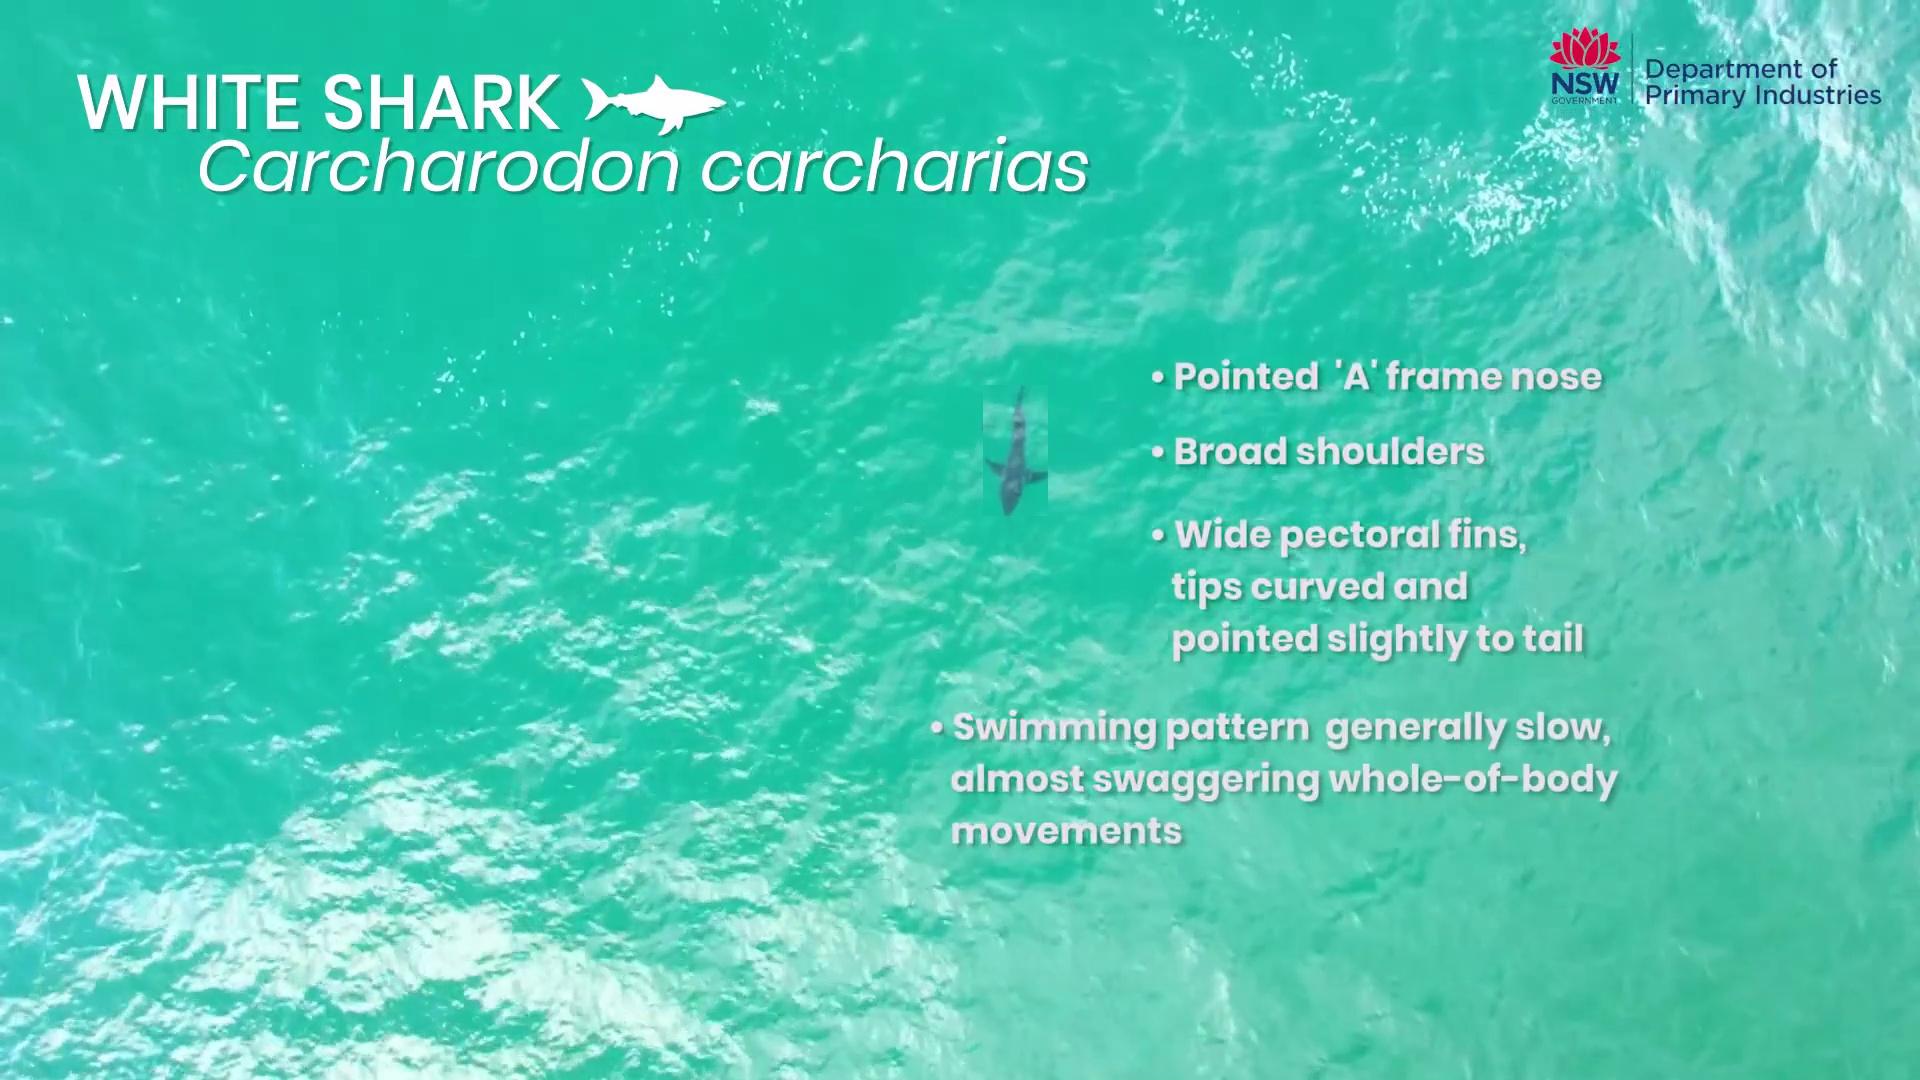 WHITE SHARK
Carcharodon carcharias
NSW
GOVERNMENT
Department of
Primary Industries
• Pointed 'A' frame nose
• Broad shoulders
• Wide pectoral fins,
tips curved and
pointed slightly to tail
• Swimming pattern generally slow,
almost swaggering whole-of-body
movements